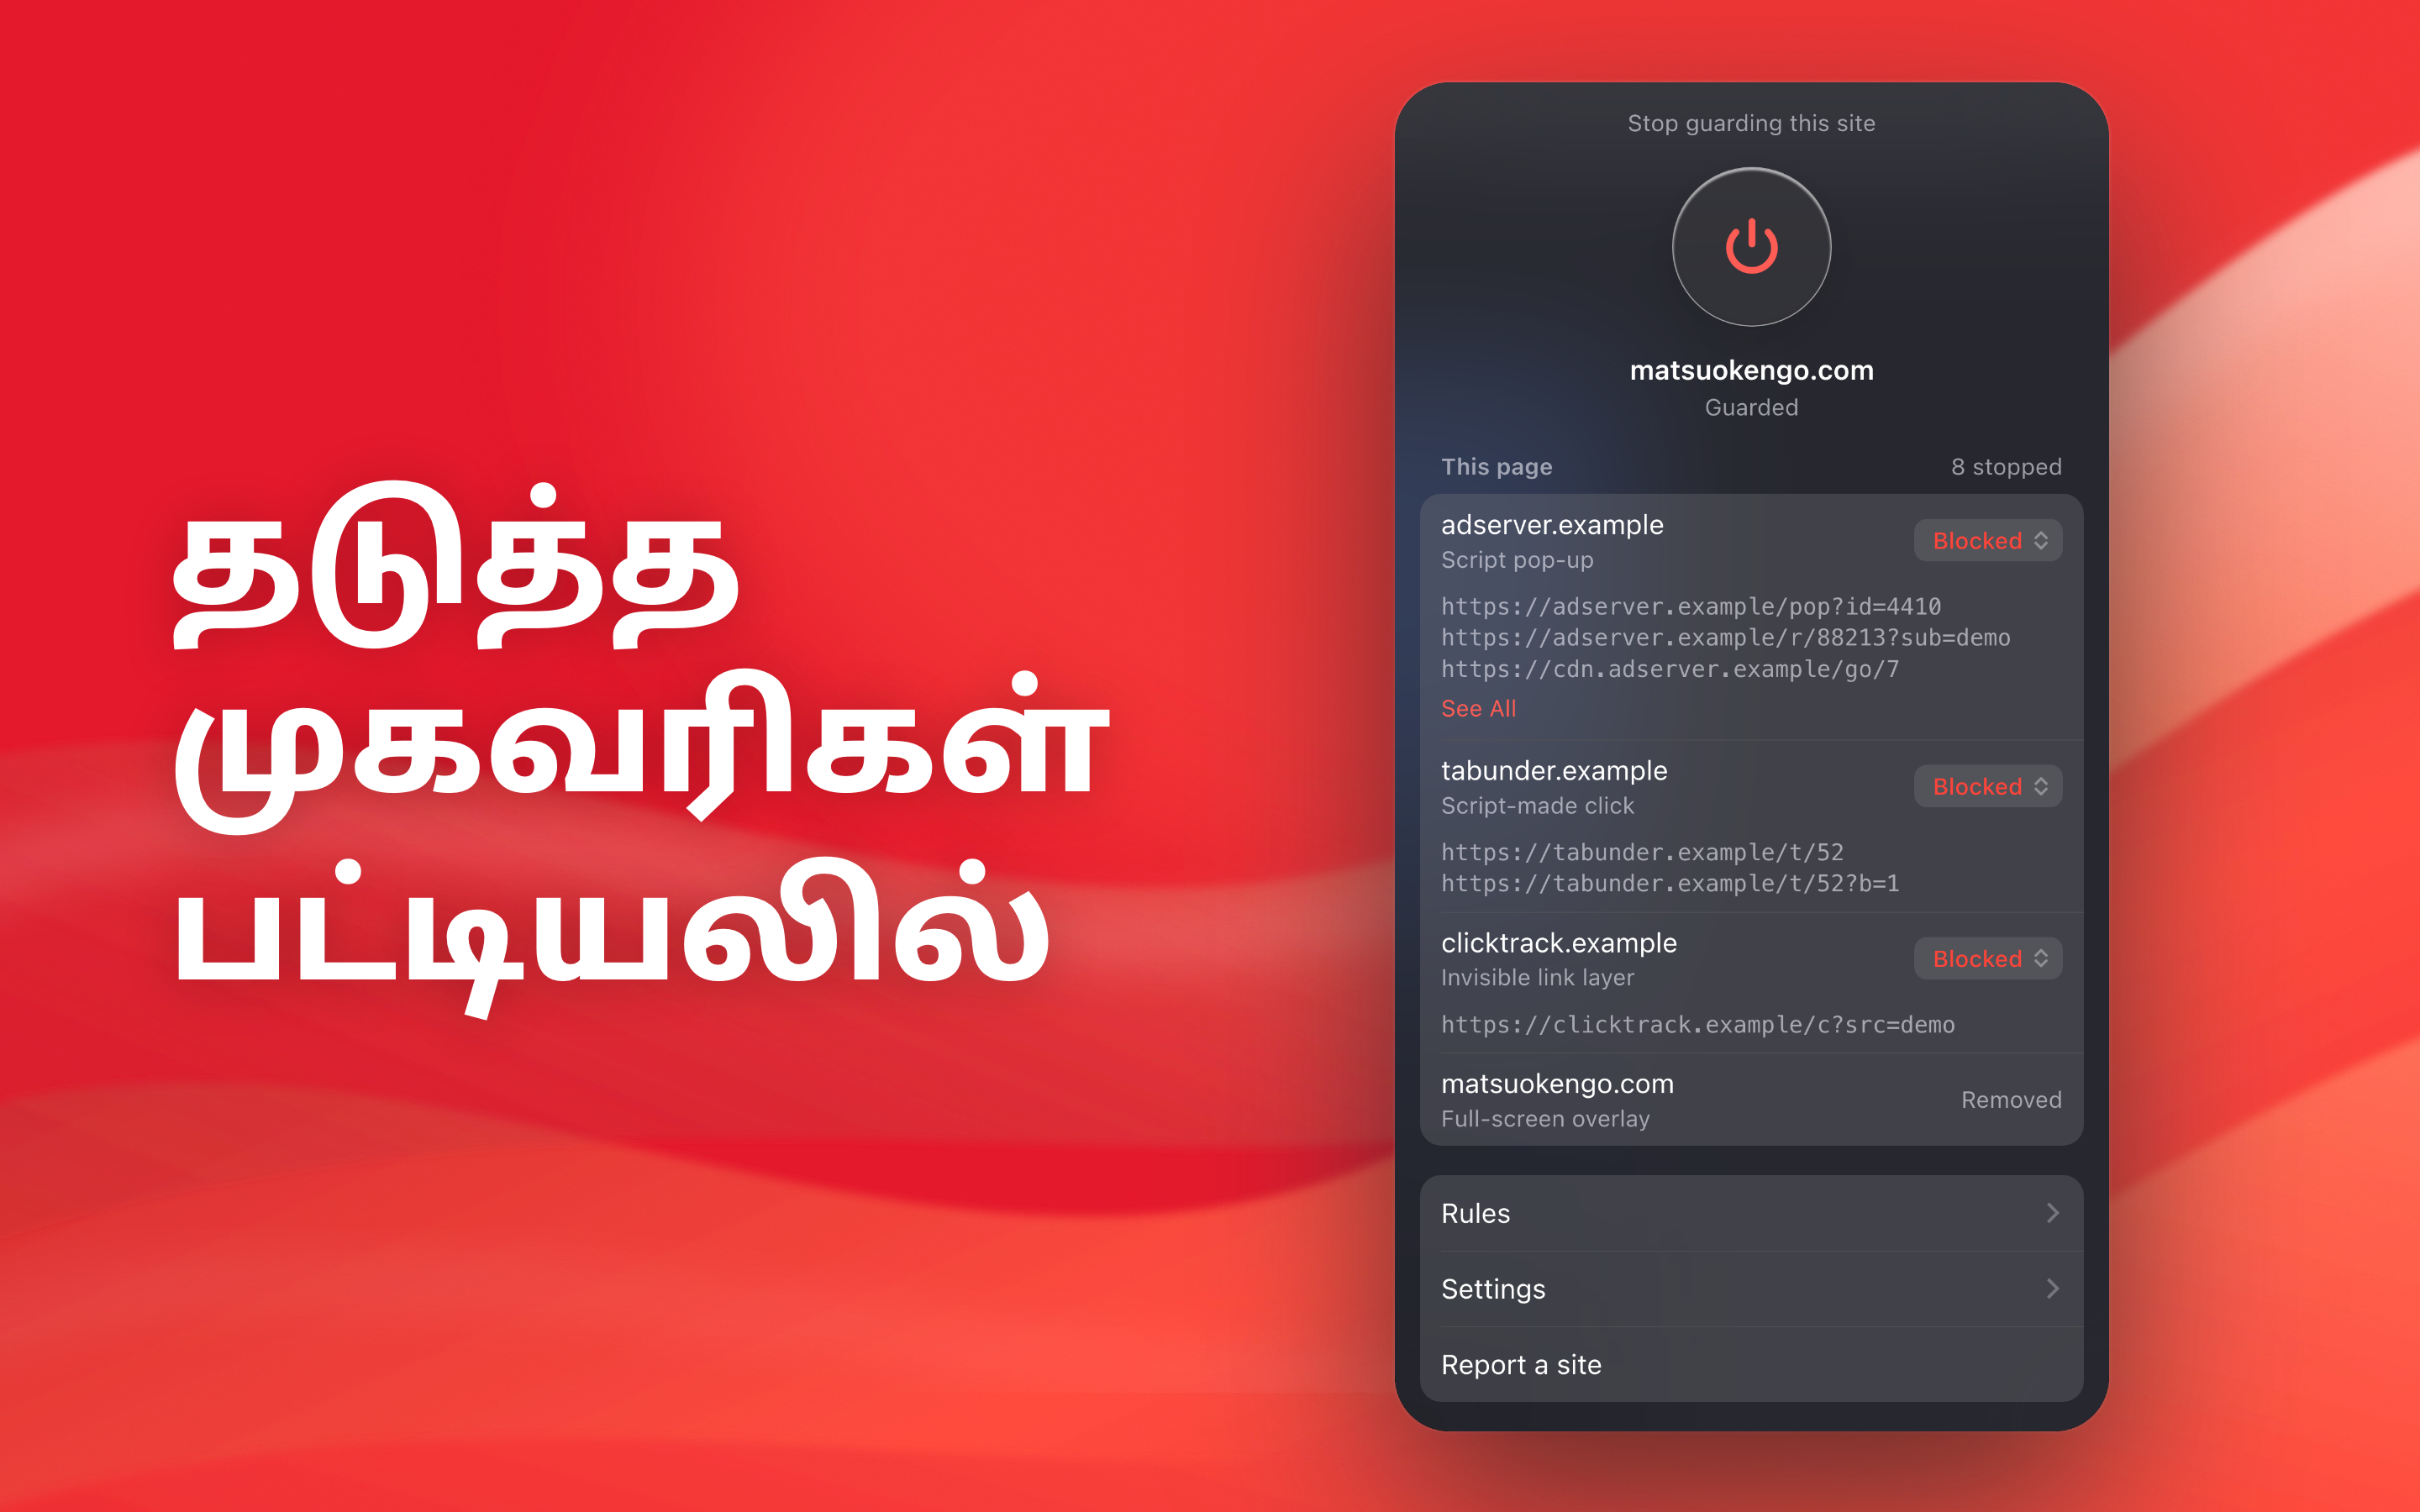 தடுத்த
முகவரிகள்
பட்டியலில்
Stop guarding this site
matsuokengo.com
Guarded
This page
8 stopped
adserver.example
Script pop-up
Blocked
https://adserver.example/pop?id=4410
https://adserver.example/r/88213?sub=demo
https://cdn.adserver.example/go/7
See All
tabunder.example
Script-made click
Blocked
https://tabunder.example/t/52
https://tabunder.example/t/52?b=1
clicktrack.example
Invisible link layer
Blocked
https://clicktrack.example/c?src=demo
matsuokengo.com
Full-screen overlay
Removed
Rules
Settings
Report a site